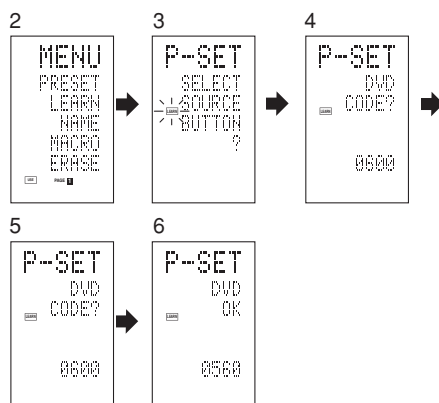 2
MENU
PRESET
LEARN
NAME
MACRO
ERASE
USE PAGE 1
3
P-SET
SELECT
LEARN SOURCE
BUTTON
?
4
P-SET
DVD
LEARN CODE?
0600
5
P-SET
DVD
LEARN CODE?
0600
6
P-SET
DVD
LEARN OK
0560